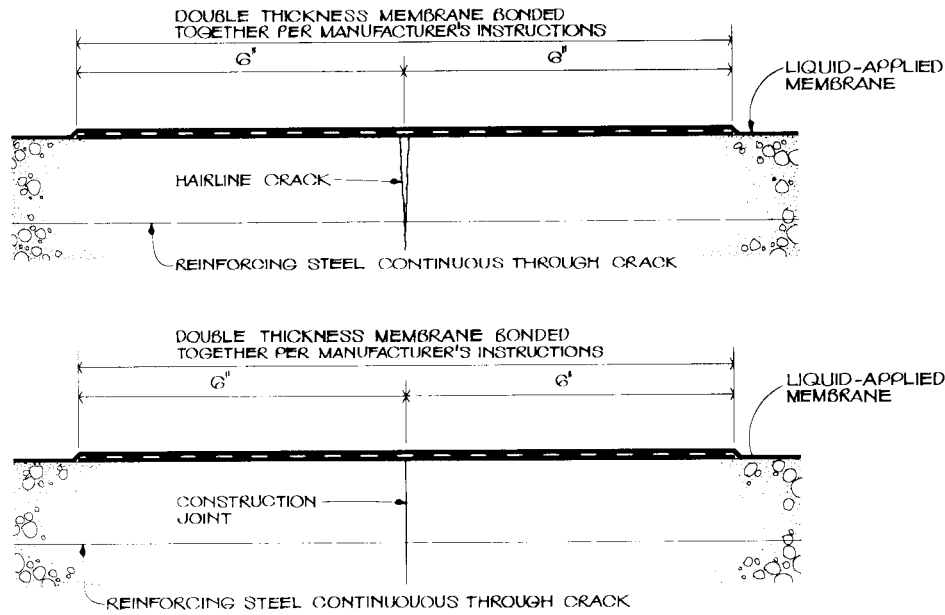 DOUBLE THICKNESS MEMBRANE BONDED
TOGETHER PER MANUFACTURER'S INSTRUCTIONS
6" 6"
LIQUID-APPLIED
MEMBRANE
HAIRLINE CRACK
REINFORCING STEEL CONTINUOUS THROUGH CRACK
DOUBLE THICKNESS MEMBRANE BONDED
TOGETHER PER MANUFACTURER'S INSTRUCTIONS
6" 6"
LIQUID-APPLIED
MEMBRANE
CONSTRUCTION
JOINT
REINFORCING STEEL CONTINUOUOUS THROUGH CRACK